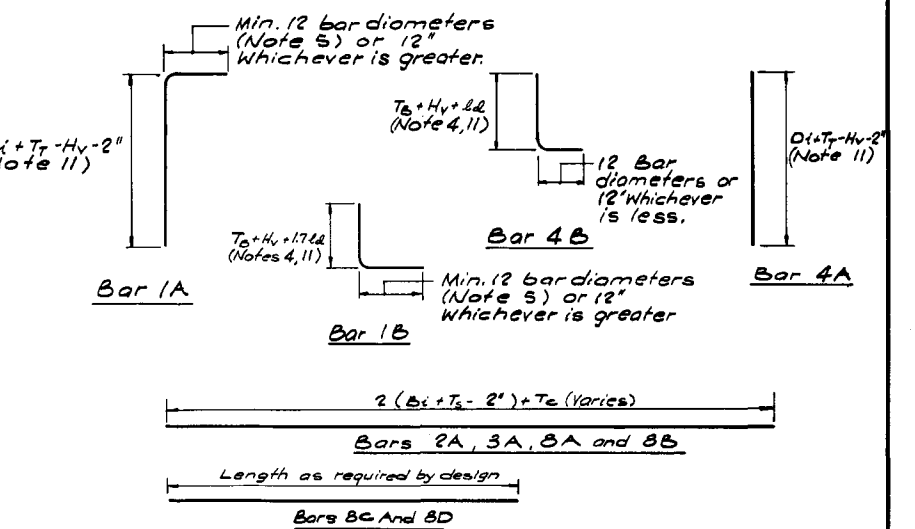 Min. 12 bar diameters
(Note 5) or 12"
Whichever is greater.
i + TT - HV - 2"
ote 11)
Bar 1A
TB + HV + ld
(Note 4, 11)
12 Bar
diameters or
12" Whichever
is less.
Bar 4B
Di + TT - HV - 2"
(Note 11)
Bar 4A
TB + HV + 1.7 ld
(Notes 4, 11)
Min. 12 bar diameters
(Note 5) or 12"
Whichever is greater
Bar 1B
2 (Bi + TS - 2") + TC (Varies)
Bars 2A, 3A, 8A and 8B
Length as required by design
Bars 8C And 8D